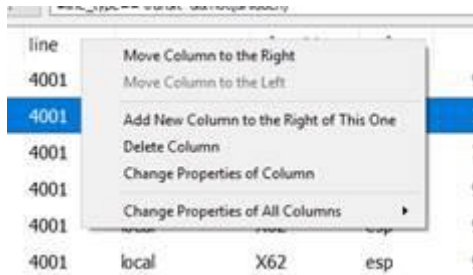 line
Move Column to the Right
4001
Move Column to the Left
4001
Add New Column to the Right of This One
4001
Delete Column
Change Properties of Column
4001
Change Properties of All Columns
4001
4001 local X62 esp